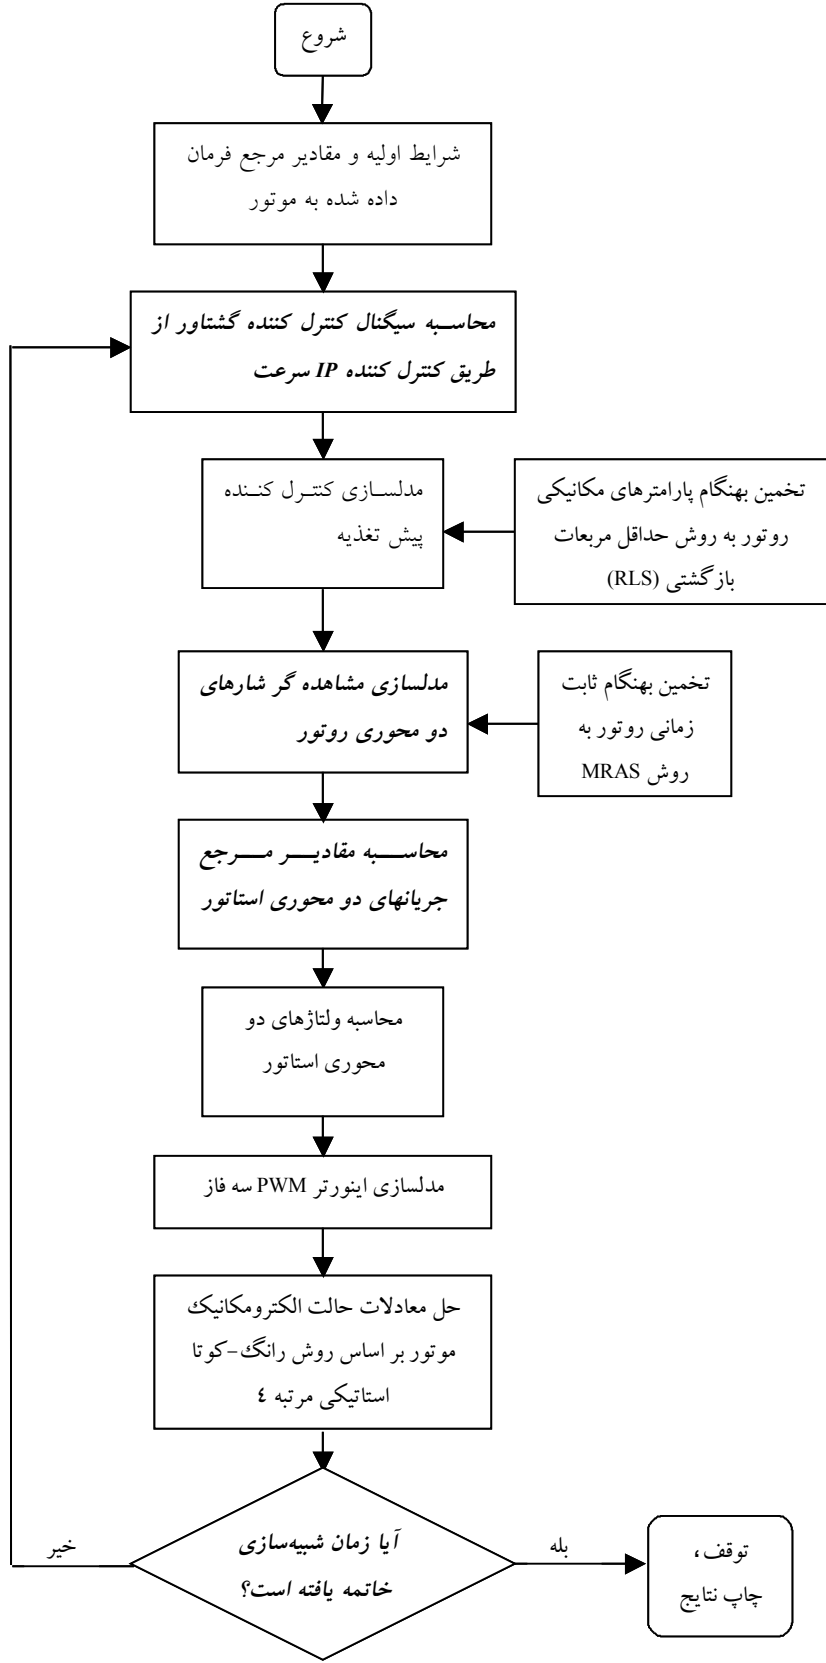 شروع
شرایط اولیه و مقادیر مرجع فرمان
داده شده به موتور
محاسبه سیگنال کنترل کننده گشتاور از
طریق کنترل کننده IP سرعت
مدلسازی کنترل کننده
پیش تغذیه
تخمین بهنگام پارامترهای مکانیکی
روتور به روش حداقل مربعات
بازگشتی (RLS)
مدلسازی مشاهده گر شارهای
دو محوری روتور
تخمین بهنگام ثابت
زمانی روتور به
روش MRAS
محاسبه مقادیر مرجع
جریانهای دو محوری استاتور
محاسبه ولتاژهای دو
محوری استاتور
مدلسازی اینورتر PWM سه فاز
حل معادلات حالت الکترومکانیک
موتور بر اساس روش رانگ-کوتا
استاتیکی مرتبه ٤
آیا زمان شبیه‌سازی
خاتمه یافته است؟
خیر
بله
توقف،
چاپ نتایج